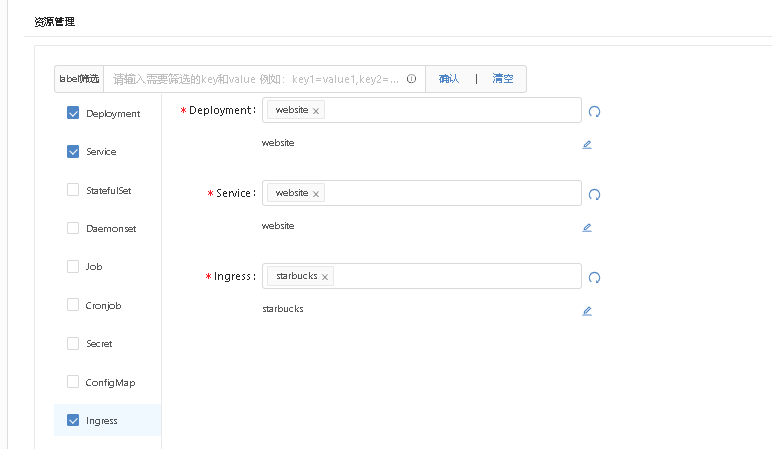 资源管理
label筛选 请输入需要筛选的key和value 例如：key1=value1,key2=... 确认 | 清空
Deployment
Service
StatefulSet
Daemonset
Job
Cronjob
Secret
ConfigMap
Ingress
* Deployment: website ×
website
* Service: website ×
website
* Ingress: starbucks ×
starbucks